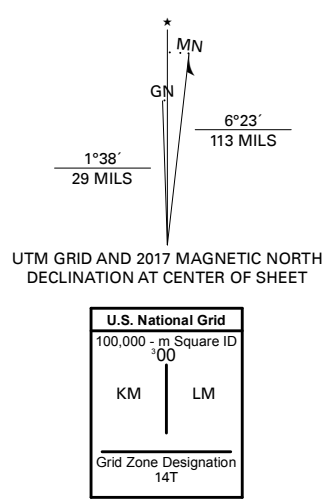 ★
MN
GN
6°23´
113 MILS
1°38´
29 MILS
UTM GRID AND 2017 MAGNETIC NORTH
DECLINATION AT CENTER OF SHEET
U.S. National Grid
100,000 - m Square ID
³00
KM LM
Grid Zone Designation
14T